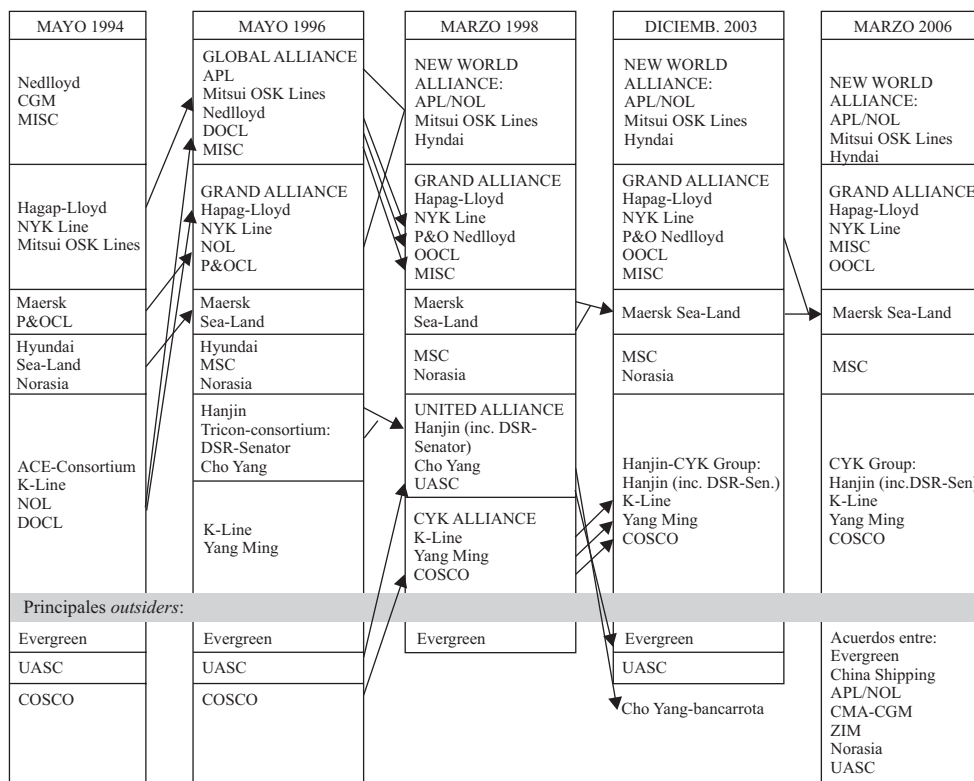 MAYO 1994
Nedlloyd
CGM
MISC
Hagap-Lloyd
NYK Line
Mitsui OSK Lines
Maersk
P&OCL
Hyundai
Sea-Land
Norasia
ACE-Consortium
K-Line
NOL
DOCL
MAYO 1996
GLOBAL ALLIANCE
APL
Mitsui OSK Lines
Nedlloyd
DOCL
MISC
GRAND ALLIANCE
Hapag-Lloyd
NYK Line
NOL
P&OCL
Maersk
Sea-Land
Hyundai
MSC
Norasia
Hanjin
Tricon-consortium:
DSR-Senator
Cho Yang
K-Line
Yang Ming
MARZO 1998
NEW WORLD
ALLIANCE:
APL/NOL
Mitsui OSK Lines
Hyndai
GRAND ALLIANCE
Hapag-Lloyd
NYK Line
P&O Nedlloyd
OOCL
MISC
Maersk
Sea-Land
MSC
Norasia
UNITED ALLIANCE
Hanjin (inc. DSR-
Senator)
Cho Yang
UASC
CYK ALLIANCE
K-Line
Yang Ming
COSCO
DICIEMB. 2003
NEW WORLD
ALLIANCE:
APL/NOL
Mitsui OSK Lines
Hyndai
GRAND ALLIANCE
Hapag-Lloyd
NYK Line
P&O Nedlloyd
OOCL
MISC
Maersk Sea-Land
MSC
Norasia
Hanjin-CYK Group:
Hanjin (inc. DSR-Sen.)
K-Line
Yang Ming
COSCO
MARZO 2006
NEW WORLD
ALLIANCE:
APL/NOL
Mitsui OSK Lines
Hyndai
GRAND ALLIANCE
Hapag-Lloyd
NYK Line
MISC
OOCL
Maersk Sea-Land
MSC
CYK Group:
Hanjin (inc.DSR-Sen)
K-Line
Yang Ming
COSCO
Principales outsiders:
Evergreen
UASC
COSCO
Evergreen
UASC
COSCO
Evergreen
Evergreen
UASC
Cho Yang-bancarrota
Acuerdos entre:
Evergreen
China Shipping
APL/NOL
CMA-CGM
ZIM
Norasia
UASC